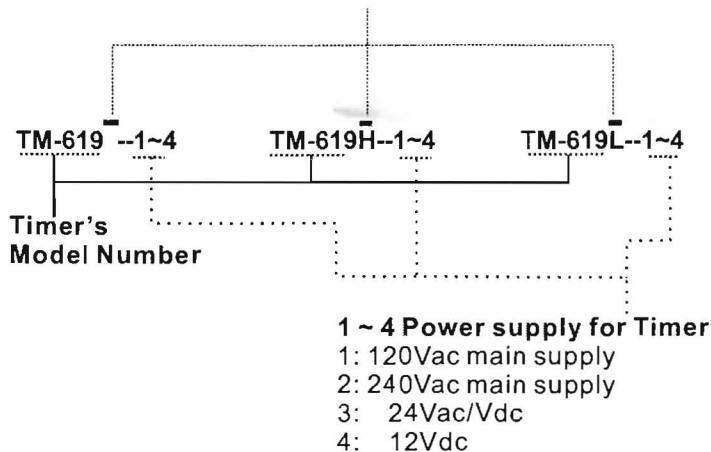 TM-619 --1~4 TM-619H--1~4 TM-619L--1~4
Timer's
Model Number
1 ~ 4 Power supply for Timer
1: 120Vac main supply
2: 240Vac main supply
3: 24Vac/Vdc
4: 12Vdc